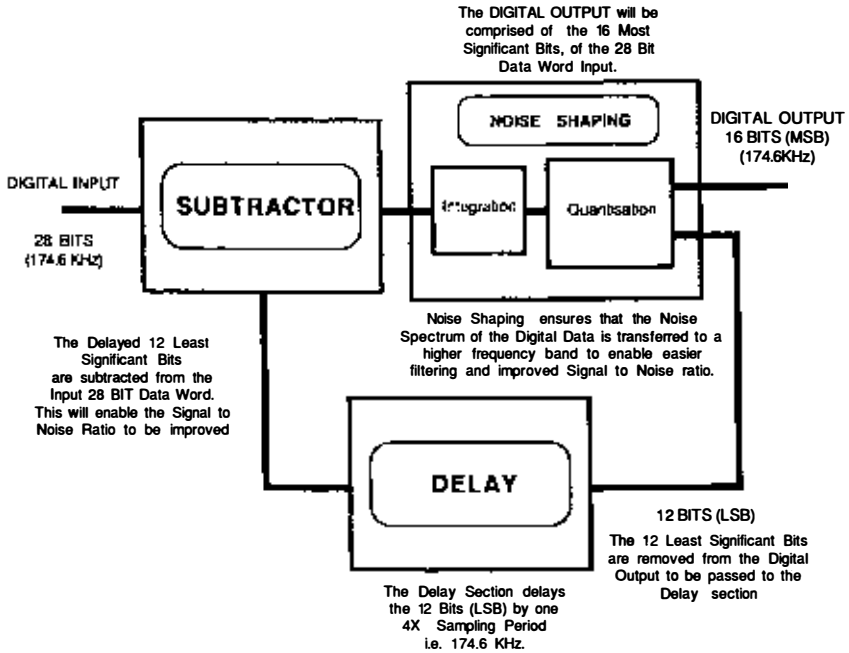 The DIGITAL OUTPUT will be
comprised of the 16 Most
Significant Bits, of the 28 Bit
Data Word Input.
NOISE SHAPING
DIGITAL OUTPUT
16 BITS (MSB)
(174.6KHz)
DIGITAL INPUT
28 BITS
(174.6 KHz)
SUBTRACTOR
Integration
Quantisation
Noise Shaping ensures that the Noise
Spectrum of the Digital Data is transferred to a
higher frequency band to enable easier
filtering and improved Signal to Noise ratio.
The Delayed 12 Least
Significant Bits
are subtracted from the
Input 28 BIT Data Word.
This will enable the Signal to
Noise Ratio to be improved
DELAY
12 BITS (LSB)
The 12 Least Significant Bits
are removed from the Digital
Output to be passed to the
Delay section
The Delay Section delays
the 12 Bits (LSB) by one
4X Sampling Period
i.e. 174.6 KHz.